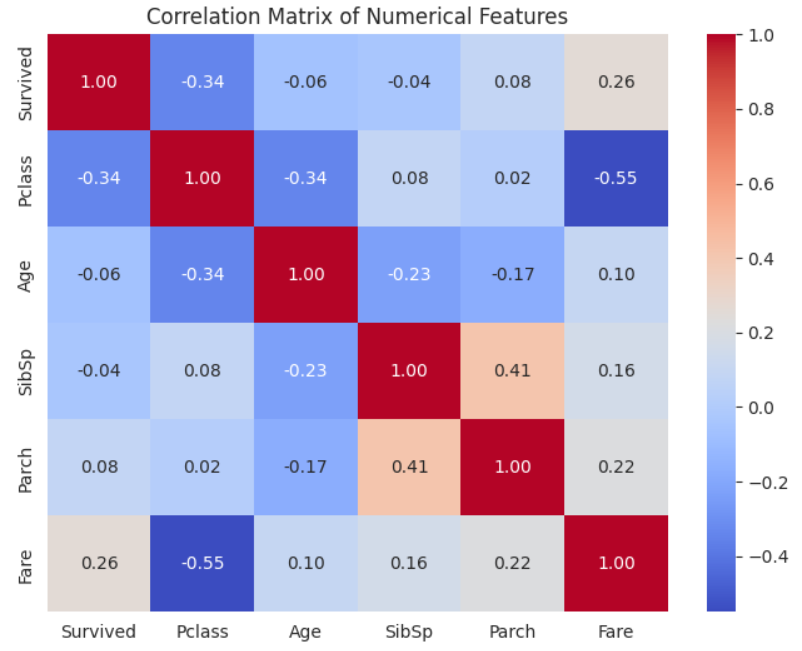 Correlation Matrix of Numerical Features
Survived 1.00 -0.34 -0.06 -0.04 0.08 0.26
Pclass -0.34 1.00 -0.34 0.08 0.02 -0.55
Age -0.06 -0.34 1.00 -0.23 -0.17 0.10
SibSp -0.04 0.08 -0.23 1.00 0.41 0.16
Parch 0.08 0.02 -0.17 0.41 1.00 0.22
Fare 0.26 -0.55 0.10 0.16 0.22 1.00
Survived Pclass Age SibSp Parch Fare
1.0
0.8
0.6
0.4
0.2
0.0
−0.2
−0.4